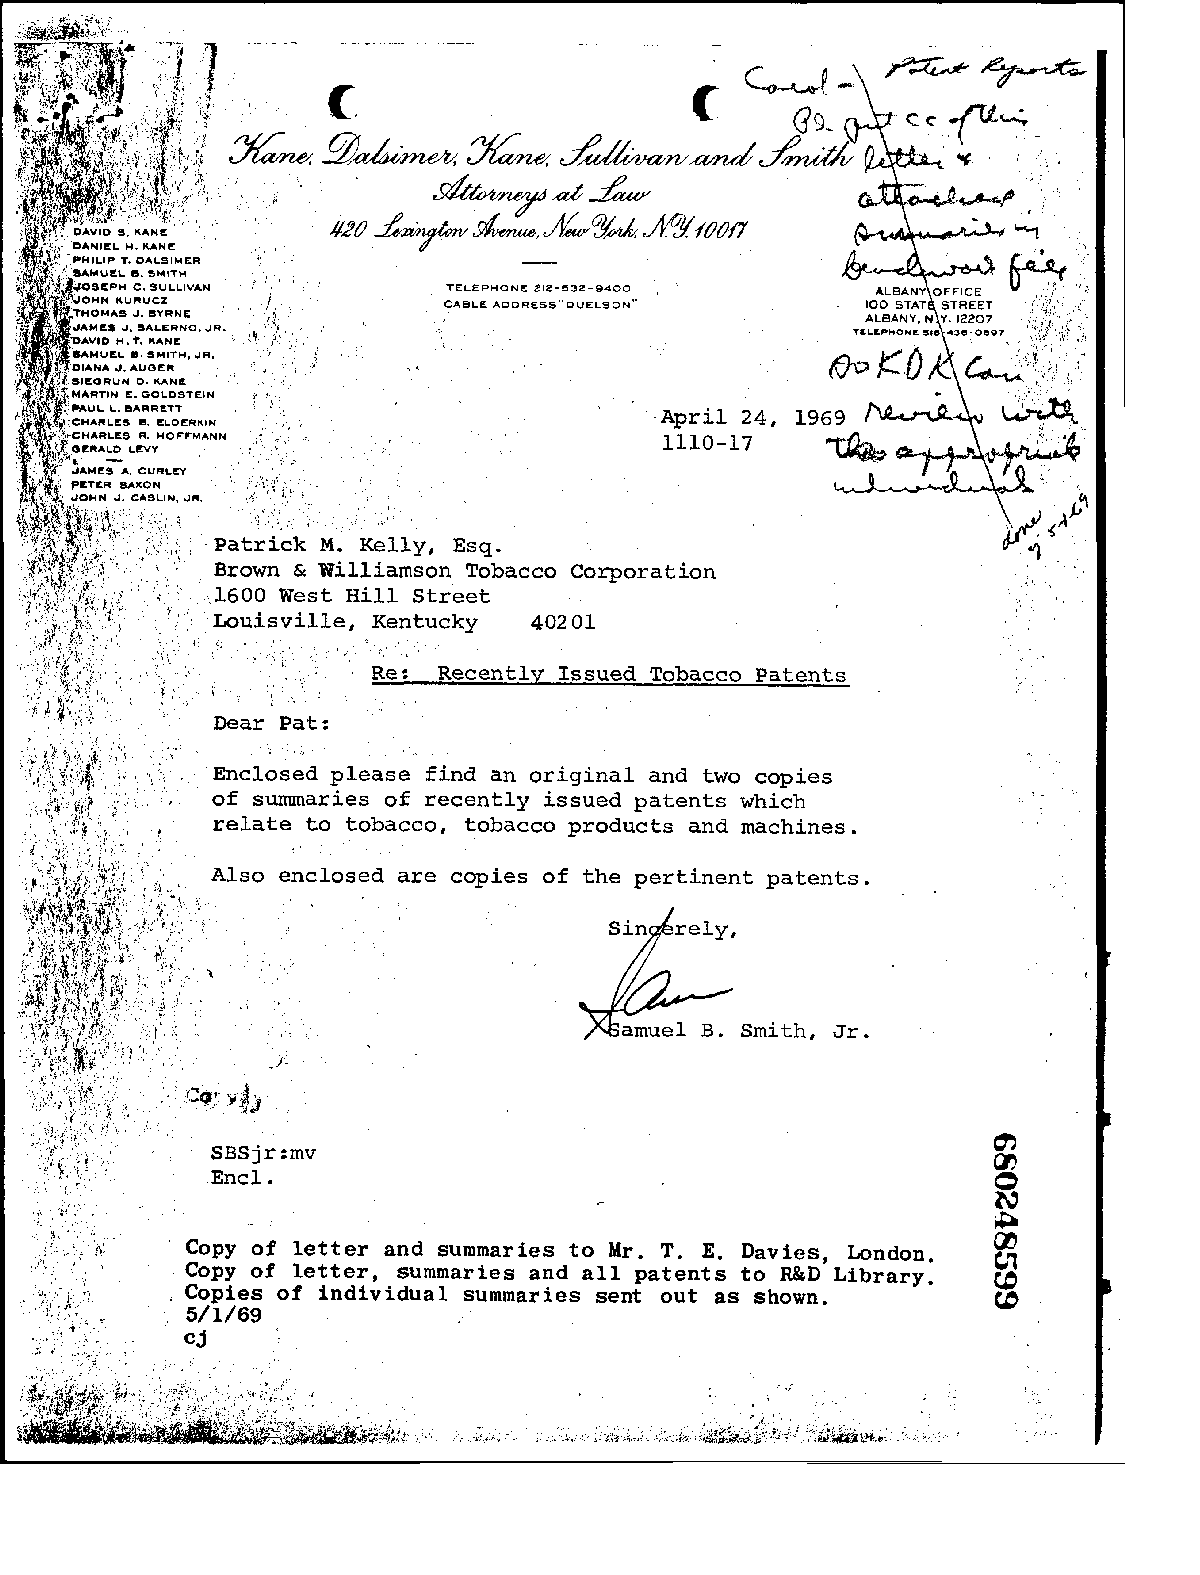 Patent Reports
Carol -
Pls. put cc of this
letter &
attached
summaries in
Kane, Dalsimer, Kane, Sullivan and Smith
Attorneys at Law
420 Lexington Avenue, New York, N.Y. 10017
TELEPHONE 212-532-9400
CABLE ADDRESS "DUELSON"
DAVID S. KANE
DANIEL H. KANE
PHILIP T. DALSIMER
SAMUEL B. SMITH
JOSEPH C. SULLIVAN
JOHN KURUCZ
THOMAS J. BYRNE
JAMES J. SALERNO, JR.
DAVID H. T. KANE
SAMUEL B. SMITH, JR.
DIANA J. AUGER
SIEGRUN D. KANE
MARTIN E. GOLDSTEIN
PAUL L. BARRETT
CHARLES B. ELDERKIN
CHARLES R. HOFFMANN
GERALD LEVY
JAMES A. CURLEY
PETER SAXON
JOHN J. CASLIN, JR.
ALBANY OFFICE
100 STATE STREET
ALBANY, N.Y. 12207
TELEPHONE 518-436-0697
so KDK can
review with
the appropriate
individual
done
5-1-69
April 24, 1969
1110-17
Patrick M. Kelly, Esq.
Brown & Williamson Tobacco Corporation
1600 West Hill Street
Louisville, Kentucky 40201
Re: Recently Issued Tobacco Patents
Dear Pat:
Enclosed please find an original and two copies
of summaries of recently issued patents which
relate to tobacco, tobacco products and machines.
Also enclosed are copies of the pertinent patents.
Sincerely,
Sam
Samuel B. Smith, Jr.
SBSjr:mv
Encl.
Copy of letter and summaries to Mr. T. E. Davies, London.
Copy of letter, summaries and all patents to R&D Library.
Copies of individual summaries sent out as shown.
5/1/69
cj
680248599